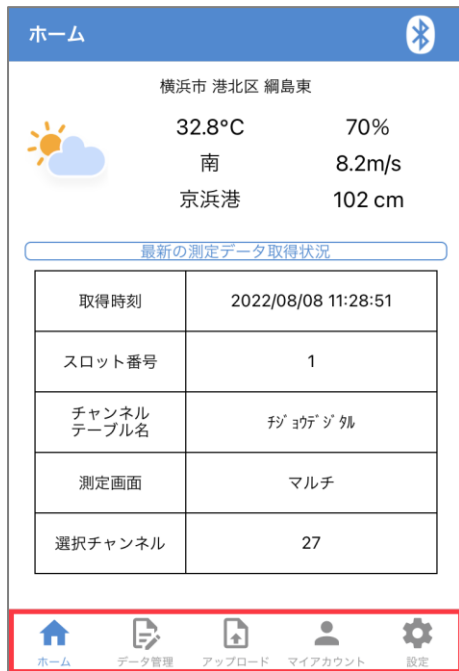 ホーム
横浜市 港北区 綱島東
32.8°C 70%
南 8.2m/s
京浜港 102 cm
最新の測定データ取得状況
取得時刻 2022/08/08 11:28:51
スロット番号 1
チャンネル
テーブル名 ﾁｼﾞｮｳﾃﾞｼﾞﾀﾙ
測定画面 マルチ
選択チャンネル 27
ホーム データ管理 アップロード マイアカウント 設定